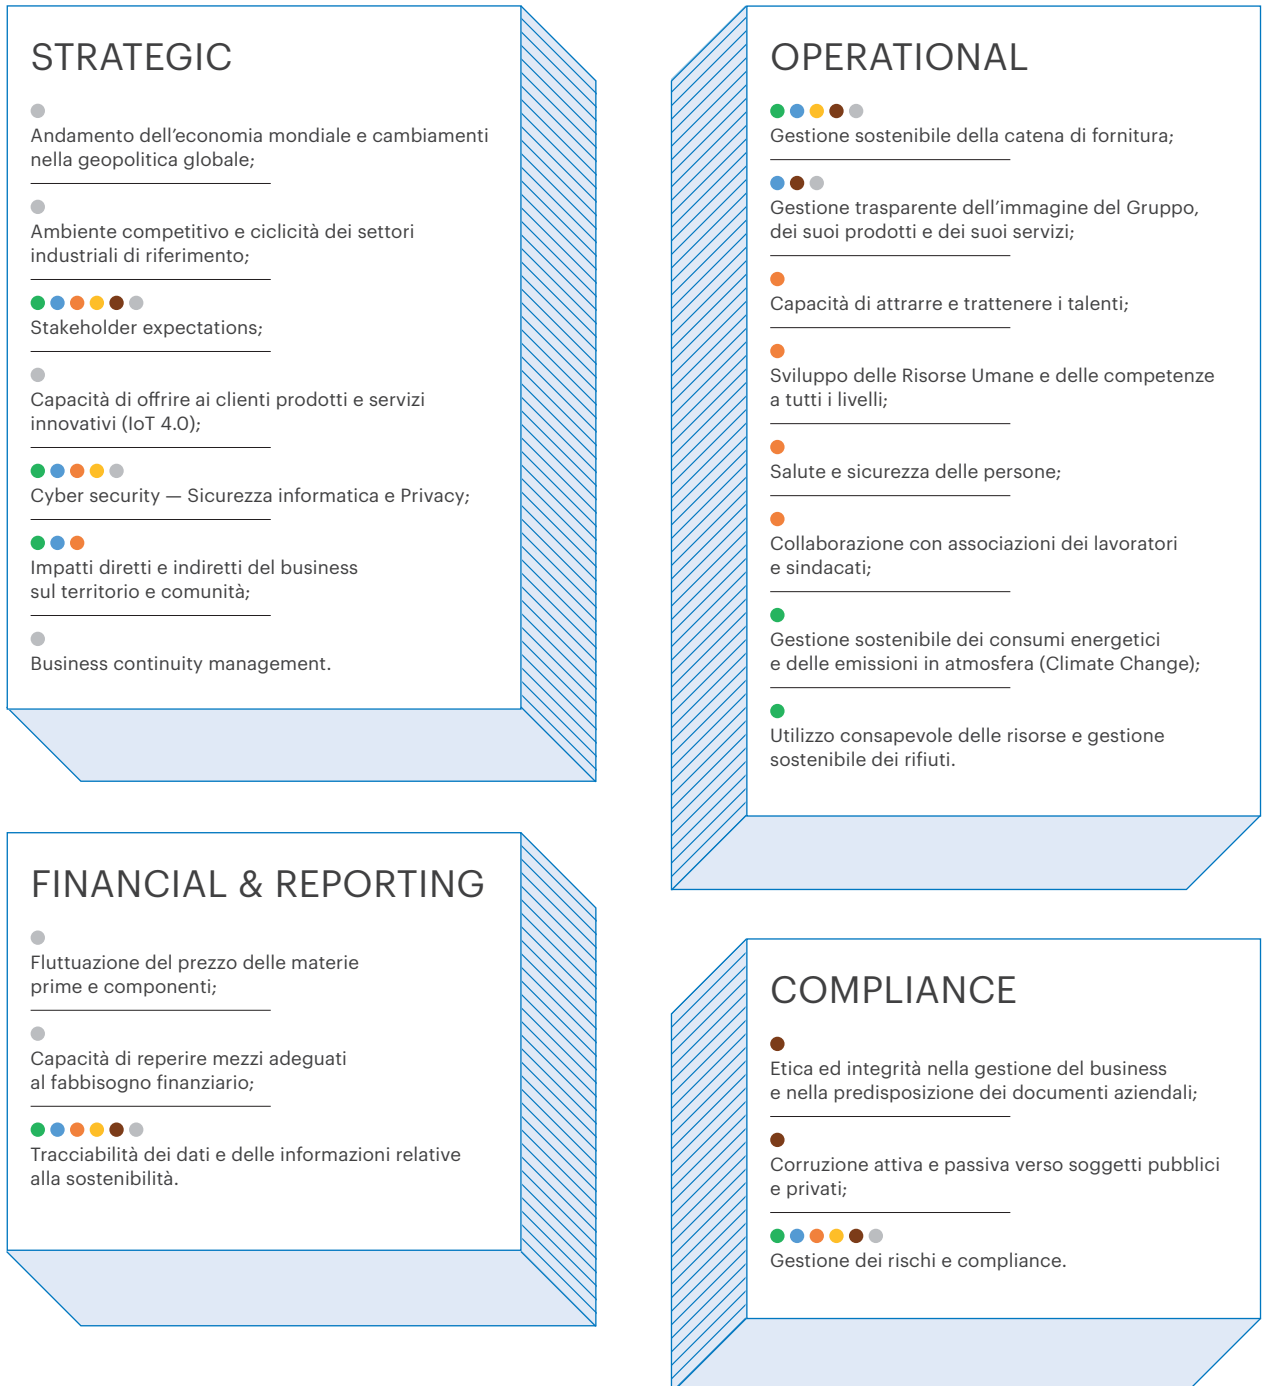 STRATEGIC
Andamento dell’economia mondiale e cambiamenti
nella geopolitica globale;
Ambiente competitivo e ciclicità dei settori
industriali di riferimento;
Stakeholder expectations;
Capacità di offrire ai clienti prodotti e servizi
innovativi (IoT 4.0);
Cyber security — Sicurezza informatica e Privacy;
Impatti diretti e indiretti del business
sul territorio e comunità;
Business continuity management.
FINANCIAL & REPORTING
Fluttuazione del prezzo delle materie
prime e componenti;
Capacità di reperire mezzi adeguati
al fabbisogno finanziario;
Tracciabilità dei dati e delle informazioni relative
alla sostenibilità.
OPERATIONAL
Gestione sostenibile della catena di fornitura;
Gestione trasparente dell’immagine del Gruppo,
dei suoi prodotti e dei suoi servizi;
Capacità di attrarre e trattenere i talenti;
Sviluppo delle Risorse Umane e delle competenze
a tutti i livelli;
Salute e sicurezza delle persone;
Collaborazione con associazioni dei lavoratori
e sindacati;
Gestione sostenibile dei consumi energetici
e delle emissioni in atmosfera (Climate Change);
Utilizzo consapevole delle risorse e gestione
sostenibile dei rifiuti.
COMPLIANCE
Etica ed integrità nella gestione del business
e nella predisposizione dei documenti aziendali;
Corruzione attiva e passiva verso soggetti pubblici
e privati;
Gestione dei rischi e compliance.